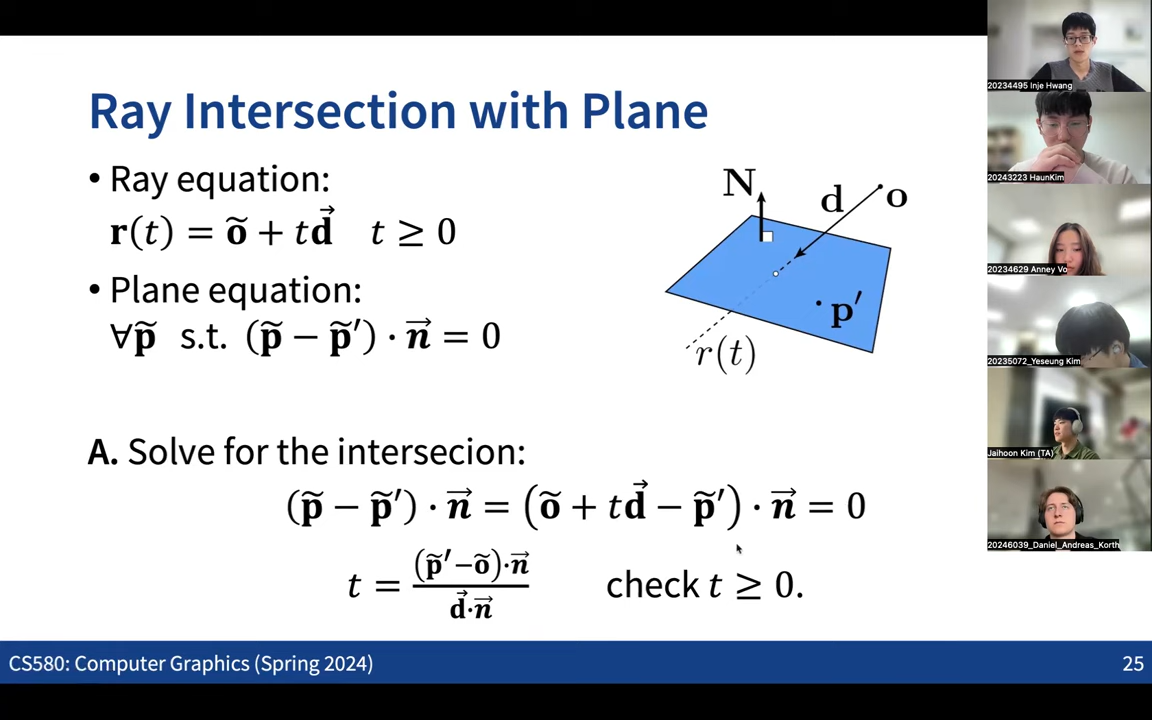 Ray Intersection with Plane
• Ray equation:
𝐫(t) = õ + td⃗   t ≥ 0
• Plane equation:
∀p̃  s.t.  (p̃ − p̃′) · n⃗ = 0
N
d
o
p′
r(t)
A. Solve for the intersecion:
(p̃ − p̃′) · n⃗ = (õ + td⃗ − p̃′) · n⃗ = 0
t = (p̃′−õ)·n⃗ / d⃗·n⃗   check t ≥ 0.
CS580: Computer Graphics (Spring 2024)
25
20234495 Inje Hwang
20243223 HaunKim
20234629 Anney Vo
20235072_Yeseung Kim
Jaihoon Kim (TA)
20246039_Daniel_Andreas_Korth